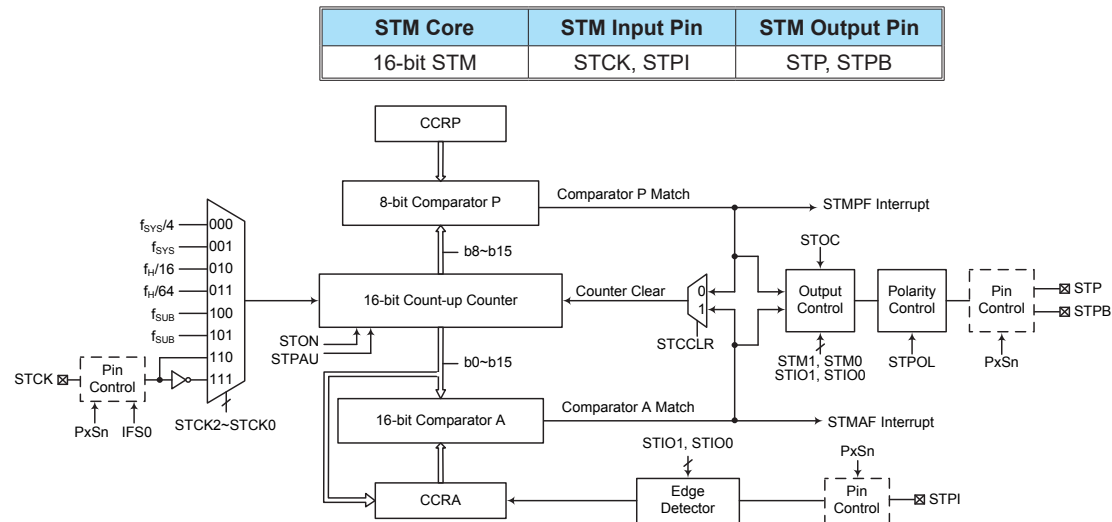 STM Core STM Input Pin STM Output Pin
16-bit STM STCK, STPI STP, STPB
CCRP
8-bit Comparator P
Comparator P Match
STMPF Interrupt
b8~b15
fSYS/4 000
fSYS 001
fH/16 010
fH/64 011
fSUB 100
fSUB 101
110
111
STCK
Pin
Control
PxSn
IFS0
STCK2~STCK0
16-bit Count-up Counter
STON
STPAU
b0~b15
Counter Clear
0
1
STCCLR
STOC
Output
Control
STM1, STM0
STIO1, STIO0
Polarity
Control
STPOL
Pin
Control
PxSn
STP
STPB
16-bit Comparator A
Comparator A Match
STMAF Interrupt
CCRA
STIO1, STIO0
Edge
Detector
PxSn
Pin
Control
STPI